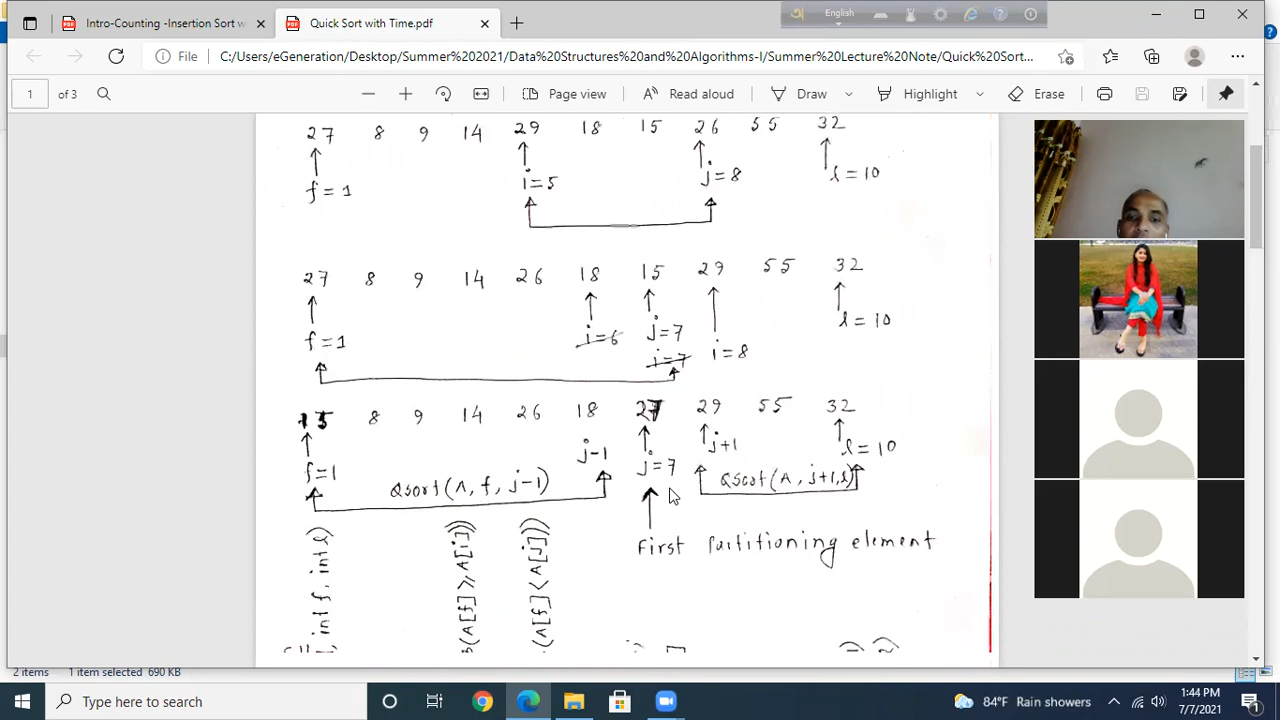 Intro-Counting -Insertion Sort w
Quick Sort with Time.pdf
English
File
C:/Users/eGeneration/Desktop/Summer%202021/Data%20Structures%20and%20Algorithms-I/Summer%20Lecture%20Note/Quick%20Sort...
1 of 3
Page view
Read aloud
Draw
Highlight
Erase
27 8 9 14 29 18 15 26 55 32
f=1 i=5 j=8 l=10
27 8 9 14 26 18 15 29 55 32
f=1 i=6 j=7 l=10
i=7 i=8
15 8 9 14 26 18 27 29 55 32
f=1 j-1 j=7 j+1 l=10
Qsort(A, f, j-1) Qsort(A, j+1, l)
First Partitioning element
int f, int l
(A[f]≥A[i]))
(A[f]<A[j]))
2 items 1 item selected 690 KB
Type here to search
84°F Rain showers
1:44 PM
7/7/2021
1